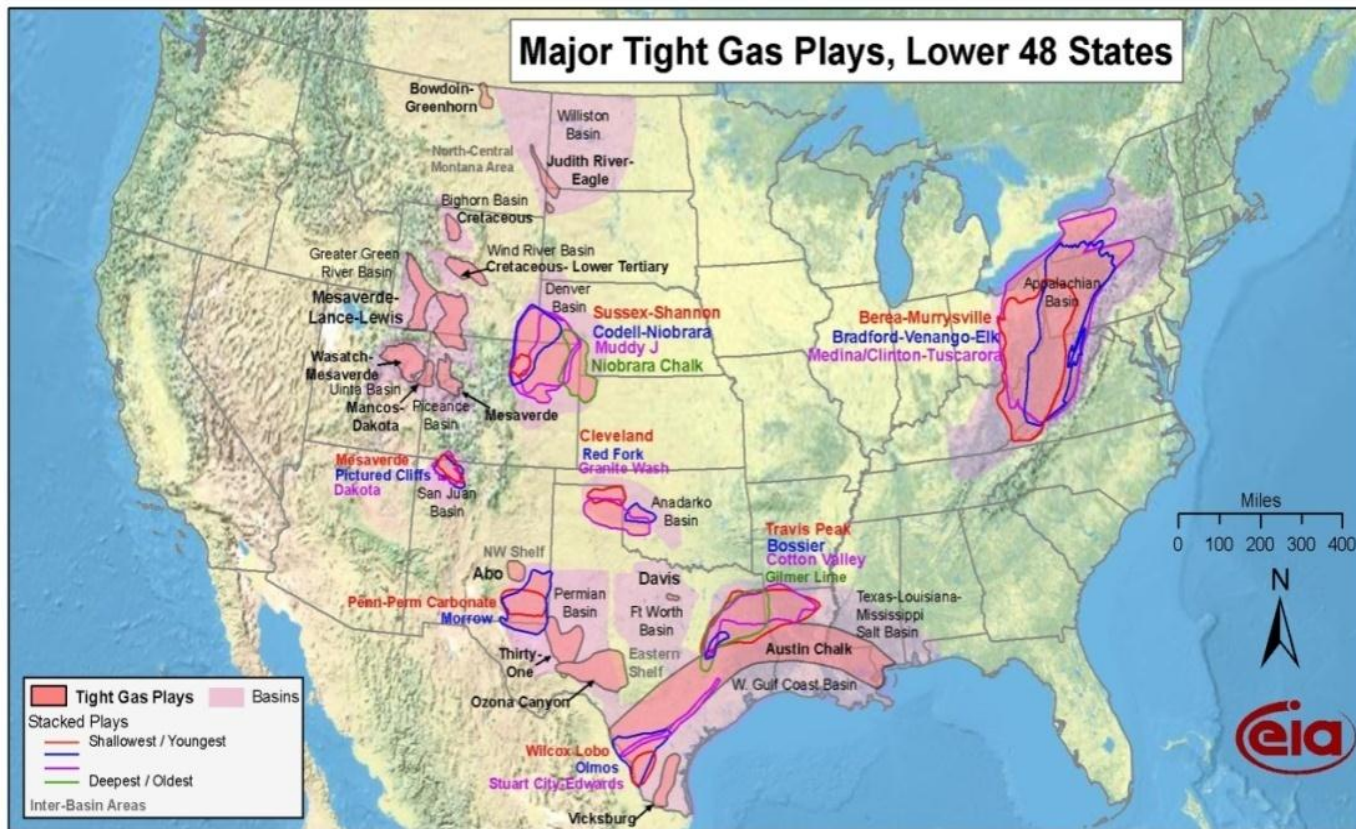 Major Tight Gas Plays, Lower 48 States
Bowdoin-
Greenhorn
Williston
Basin
North-Central
Montana Area
Judith River-
Eagle
Bighorn Basin
Cretaceous
Greater Green
River Basin
Wind River Basin
Cretaceous- Lower Tertiary
Mesaverde-
Lance-Lewis
Denver
Basin
Sussex-Shannon
Codell-Niobrara
Muddy J
Niobrara Chalk
Appalachian
Basin
Berea-Murrysville
Bradford-Venango-Elk
Medina/Clinton-Tuscarora
Wasatch-
Mesaverde
Uinta Basin
Mancos-
Dakota
Piceance
Basin
Mesaverde
Cleveland
Red Fork
Granite Wash
Mesaverde
Pictured Cliffs
Dakota
San Juan
Basin
Anadarko
Basin
Miles
0 100 200 300 400
N
Travis Peak
Bossier
Cotton Valley
Gilmer Lime
NW Shelf
Abo
Davis
Penn-Perm Carbonate
Morrow
Permian
Basin
Ft Worth
Basin
Texas-Louisiana-
Mississippi
Salt Basin
Thirty-
One
Eastern
Shelf
Austin Chalk
Ozona Canyon
W. Gulf Coast Basin
Wilcox Lobo
Olmos
Stuart City-Edwards
Vicksburg
Tight Gas Plays
Basins
Stacked Plays
Shallowest / Youngest
Deepest / Oldest
Inter-Basin Areas
eia